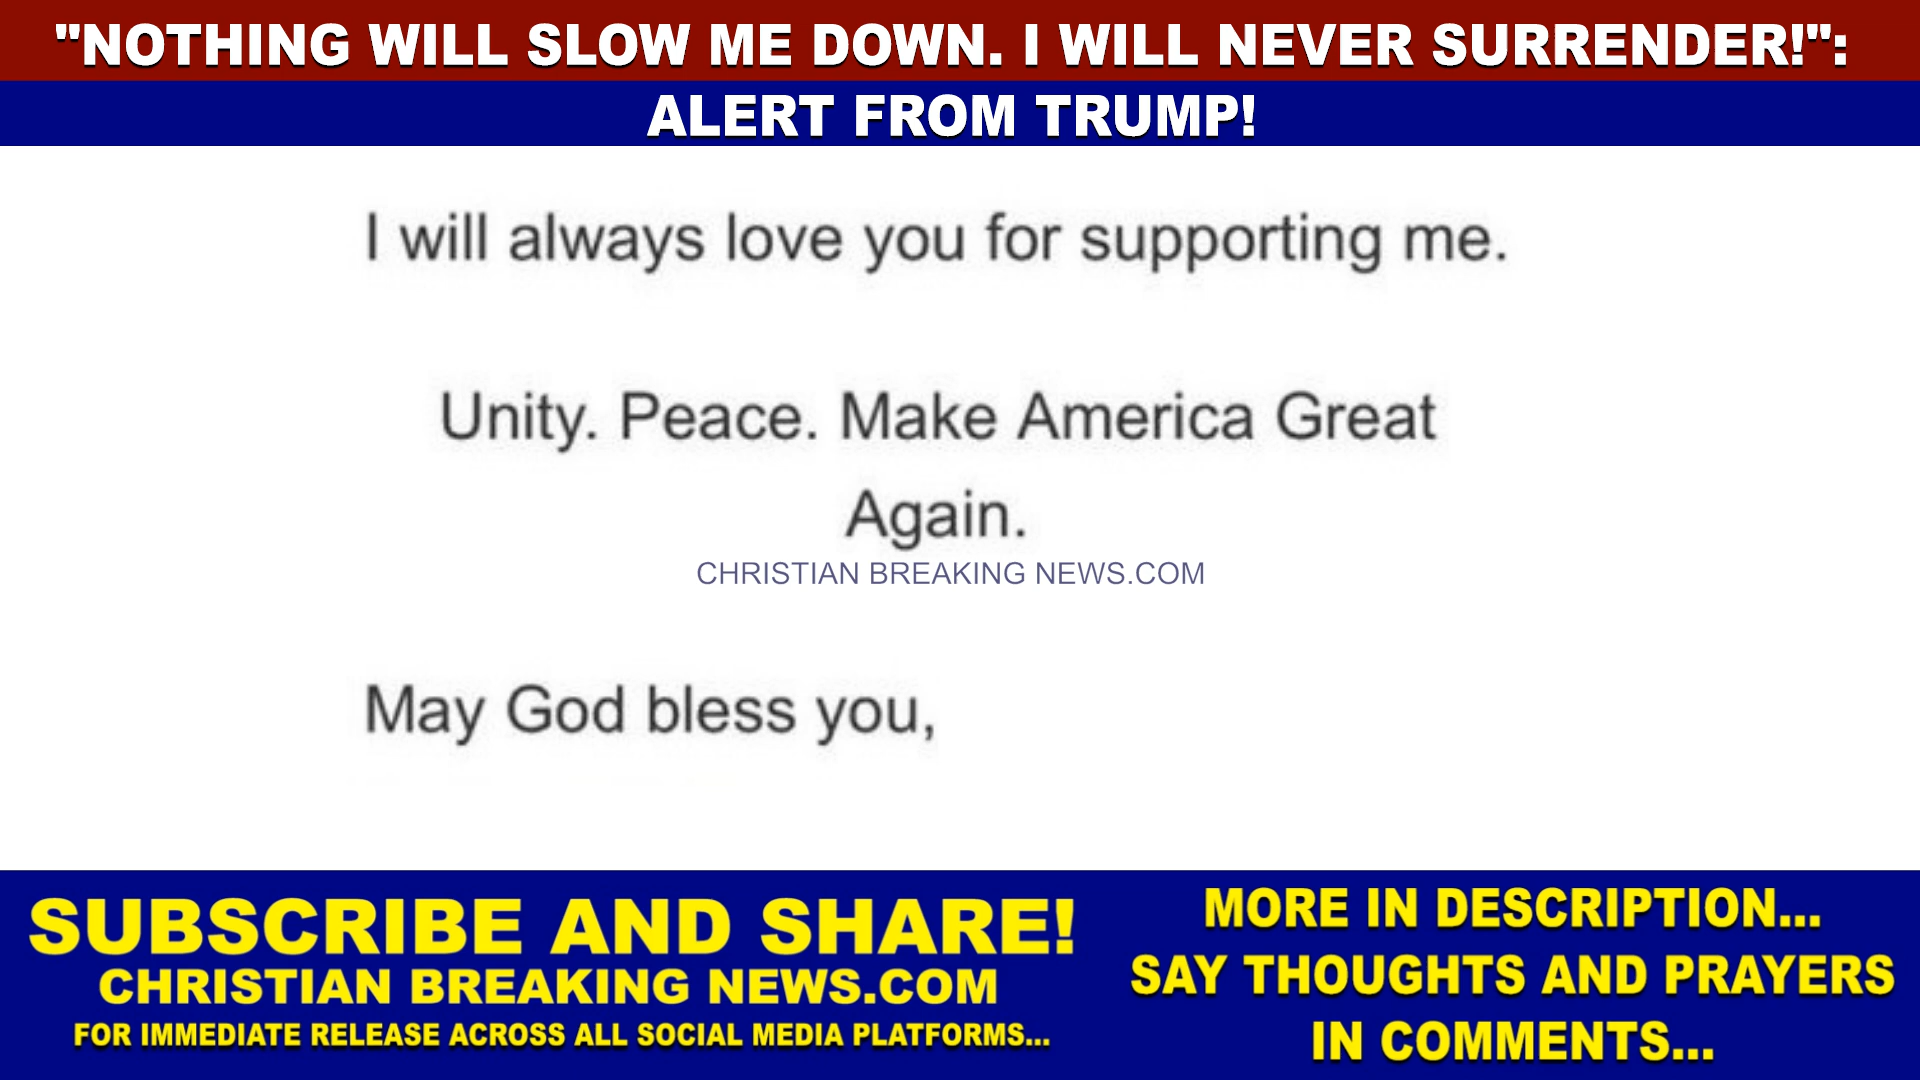 "NOTHING WILL SLOW ME DOWN. I WILL NEVER SURRENDER!":
ALERT FROM TRUMP!
I will always love you for supporting me.
Unity. Peace. Make America Great
Again.
CHRISTIAN BREAKING NEWS.COM
May God bless you,
SUBSCRIBE AND SHARE!
CHRISTIAN BREAKING NEWS.COM
FOR IMMEDIATE RELEASE ACROSS ALL SOCIAL MEDIA PLATFORMS...
MORE IN DESCRIPTION...
SAY THOUGHTS AND PRAYERS
IN COMMENTS...